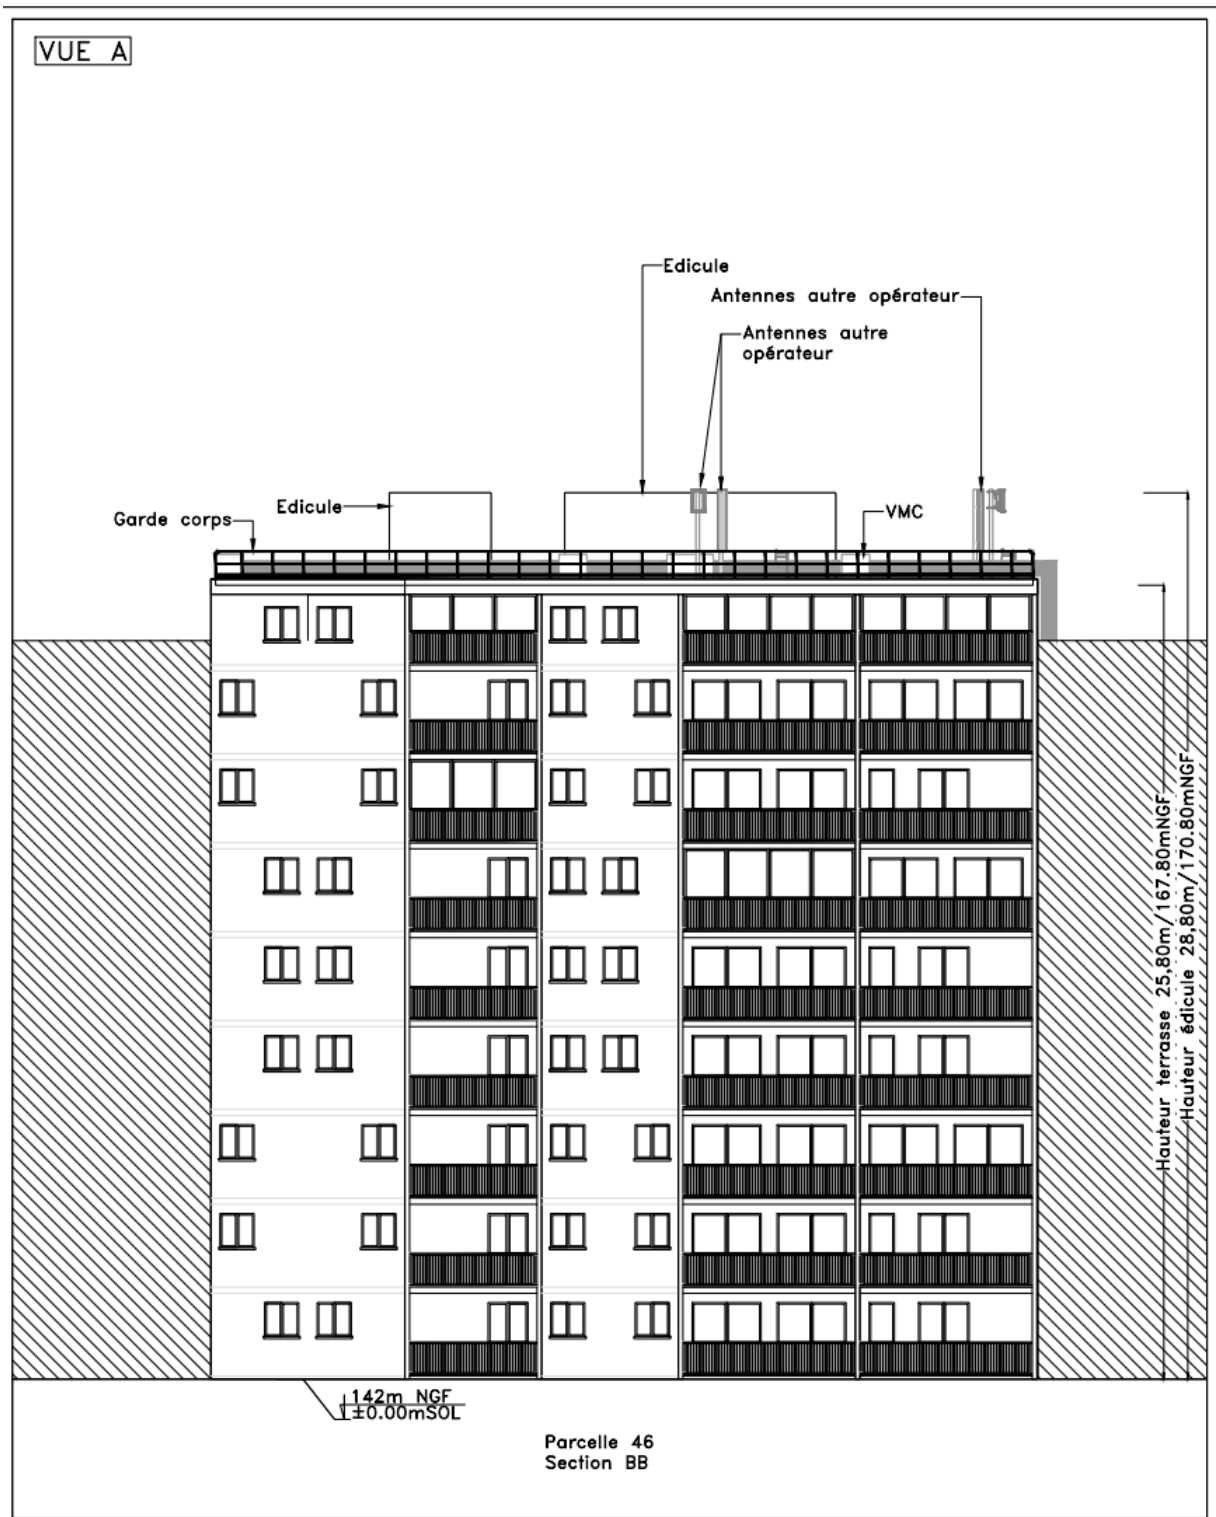 VUE A
Edicule
Antennes autre opérateur
Antennes autre
opérateur
Edicule
Garde corps
VMC
Hauteur terrasse 25,80m/167.80mNGF
Hauteur édicule 28,80m/170.80mNGF
142m NGF
±0.00mSOL
Parcelle 46
Section BB